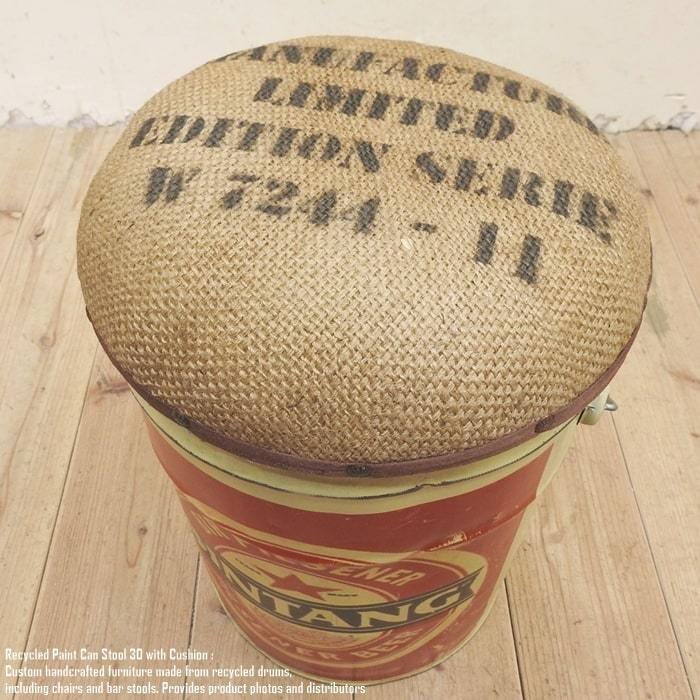 MANUFACTURE
LIMITED
EDITION SERIE
W 7244 - 11
BINTANG
Recycled Paint Can Stool 30 with Cushion :
Custom handcrafted furniture made from recycled drums,
including chairs and bar stools. Provides product photos and distributors